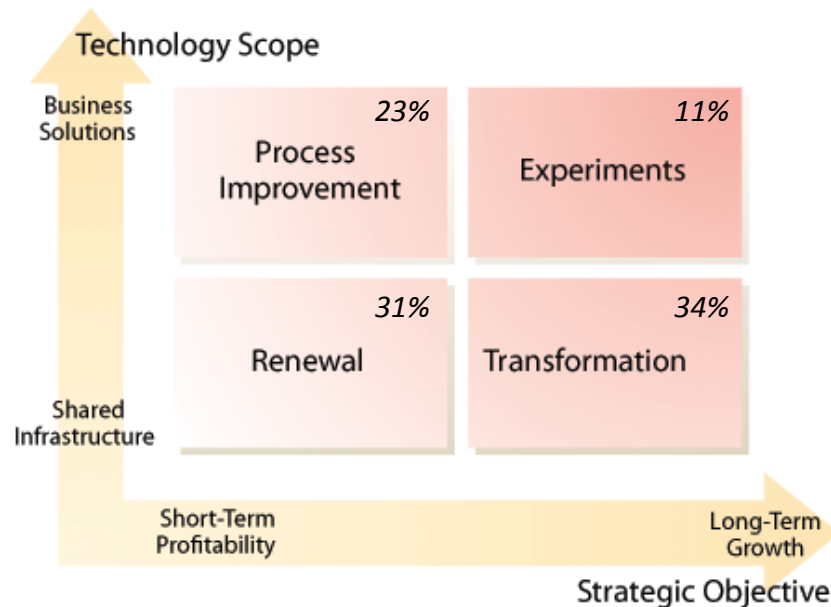 Technology Scope
Business
Solutions
23%
Process
Improvement
11%
Experiments
31%
Renewal
34%
Transformation
Shared
Infrastructure
Short-Term
Profitability
Long-Term
Growth
Strategic Objective